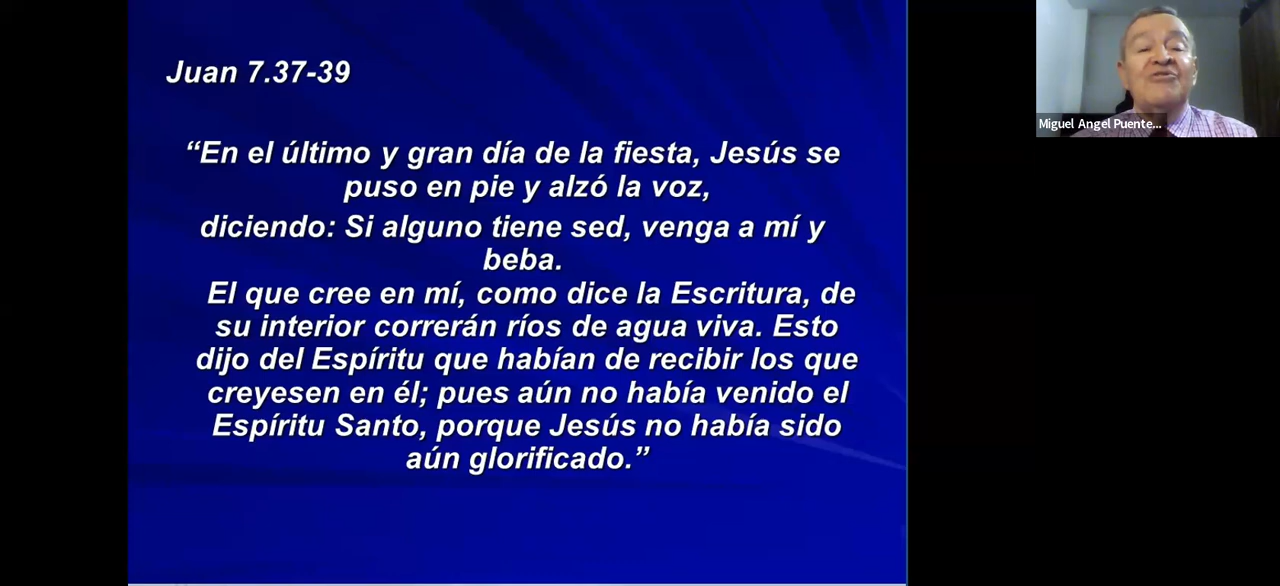 Juan 7.37-39
“En el último y gran día de la fiesta, Jesús se
puso en pie y alzó la voz,
diciendo: Si alguno tiene sed, venga a mí y
beba.
El que cree en mí, como dice la Escritura, de
su interior correrán ríos de agua viva. Esto
dijo del Espíritu que habían de recibir los que
creyesen en él; pues aún no había venido el
Espíritu Santo, porque Jesús no había sido
aún glorificado.”
Miguel Angel Puente...